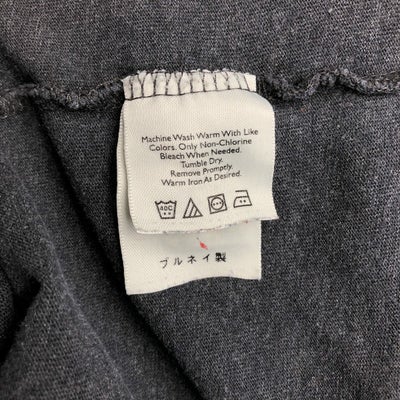 Machine Wash Warm With Like
Colors. Only Non-Chlorine
Bleach When Needed.
Tumble Dry.
Remove Promptly.
Warm Iron As Desired.
40C
ブルネイ製